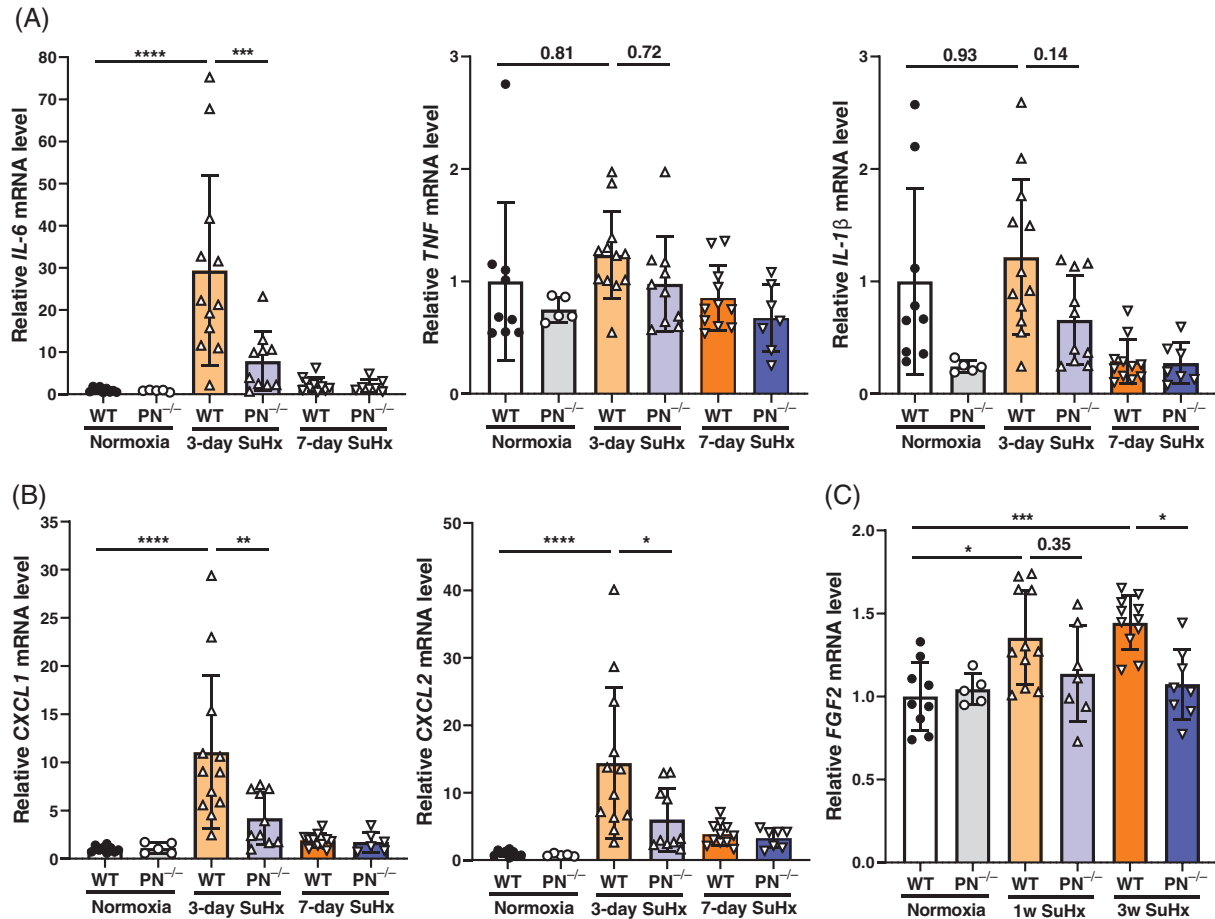 (A)
Relative IL-6 mRNA level
80
70
60
50
40
30
20
10
0
**** ***
WT PN−/− WT PN−/− WT PN−/−
Normoxia 3-day SuHx 7-day SuHx
Relative TNF mRNA level
3
2
1
0
0.81 0.72
WT PN−/− WT PN−/− WT PN−/−
Normoxia 3-day SuHx 7-day SuHx
Relative IL-1β mRNA level
3
2
1
0
0.93 0.14
WT PN−/− WT PN−/− WT PN−/−
Normoxia 3-day SuHx 7-day SuHx
(B)
Relative CXCL1 mRNA level
35
30
25
20
15
10
5
0
**** **
WT PN−/− WT PN−/− WT PN−/−
Normoxia 3-day SuHx 7-day SuHx
Relative CXCL2 mRNA level
50
40
30
20
10
0
**** *
WT PN−/− WT PN−/− WT PN−/−
Normoxia 3-day SuHx 7-day SuHx
(C)
Relative FGF2 mRNA level
2.0
1.5
1.0
0.5
0.0
*** *
* 0.35
WT PN−/− WT PN−/− WT PN−/−
Normoxia 1w SuHx 3w SuHx